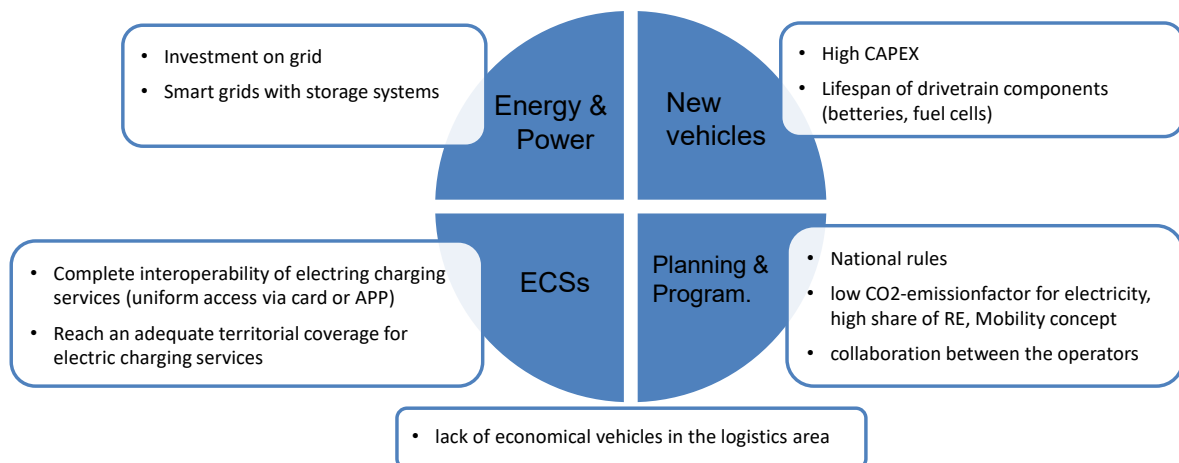 • Investment on grid
• Smart grids with storage systems
Energy &
Power
New
vehicles
• High CAPEX
• Lifespan of drivetrain components
(betteries, fuel cells)
• Complete interoperability of electring charging
services (uniform access via card or APP)
• Reach an adequate territorial coverage for
electric charging services
ECSs
Planning &
Program.
• National rules
• low CO2-emissionfactor for electricity,
high share of RE, Mobility concept
• collaboration between the operators
• lack of economical vehicles in the logistics area